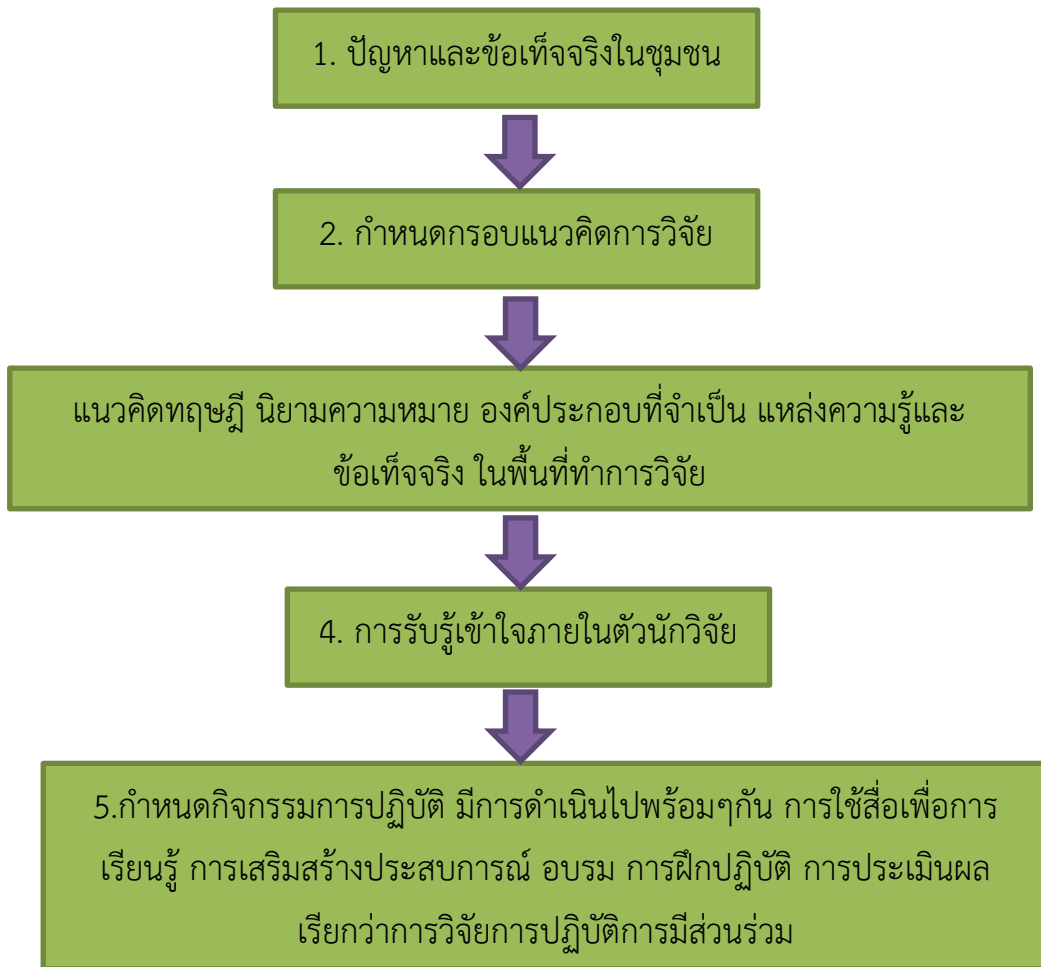 1. ปัญหาและข้อเท็จจริงในชุมชน
2. กำหนดกรอบแนวคิดการวิจัย
แนวคิดทฤษฎี นิยามความหมาย องค์ประกอบที่จำเป็น แหล่งความรู้และ
ข้อเท็จจริง ในพื้นที่ทำการวิจัย
4. การรับรู้เข้าใจภายในตัวนักวิจัย
5.กำหนดกิจกรรมการปฏิบัติ มีการดำเนินไปพร้อมๆกัน การใช้สื่อเพื่อการ
เรียนรู้ การเสริมสร้างประสบการณ์ อบรม การฝึกปฏิบัติ การประเมินผล
เรียกว่าการวิจัยการปฏิบัติการมีส่วนร่วม